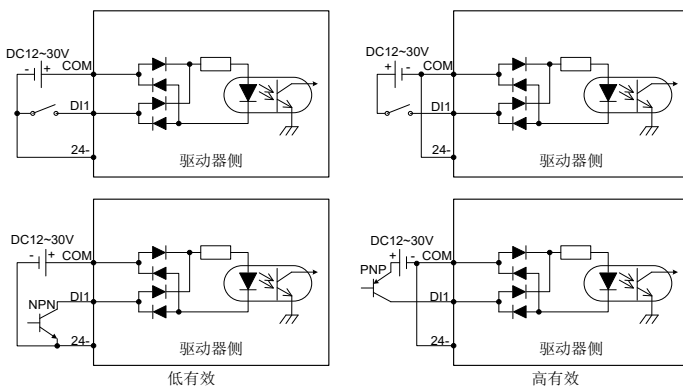 DC12~30V
- +
COM
DI1
24-
驱动器侧
DC12~30V
+ -
COM
DI1
24-
驱动器侧
DC12~30V
- +
COM
NPN
DI1
24-
驱动器侧
低有效
DC12~30V
+ -
COM
PNP
DI1
24-
驱动器侧
高有效